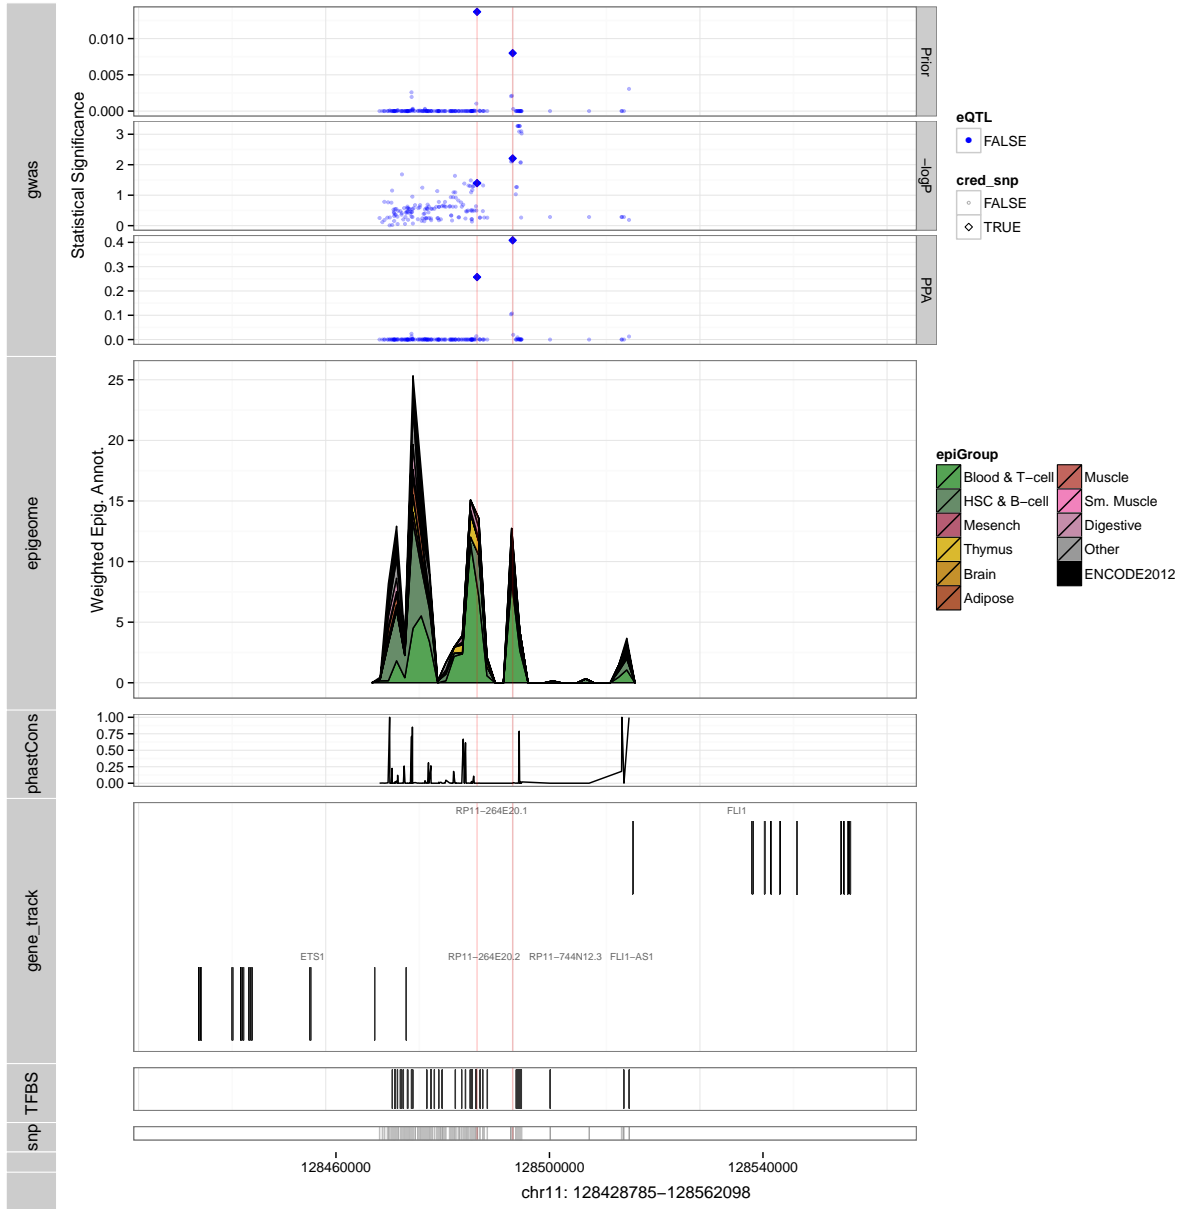 gwas
Statistical Significance
0.010
0.005
0.000
Prior
3
2
1
0
−logP
0.4
0.3
0.2
0.1
0.0
PPA
eQTL
FALSE
cred_snp
FALSE
TRUE
epigeome
Weighted Epig. Annot.
25
20
15
10
5
0
epiGroup
Blood & T−cell
HSC & B−cell
Mesench
Thymus
Brain
Adipose
Muscle
Sm. Muscle
Digestive
Other
ENCODE2012
phastCons
1.00
0.75
0.50
0.25
0.00
gene_track
RP11−264E20.1
FLI1
ETS1
RP11−264E20.2
RP11−744N12.3
FLI1−AS1
TFBS
snp
128460000
128500000
128540000
chr11: 128428785−128562098